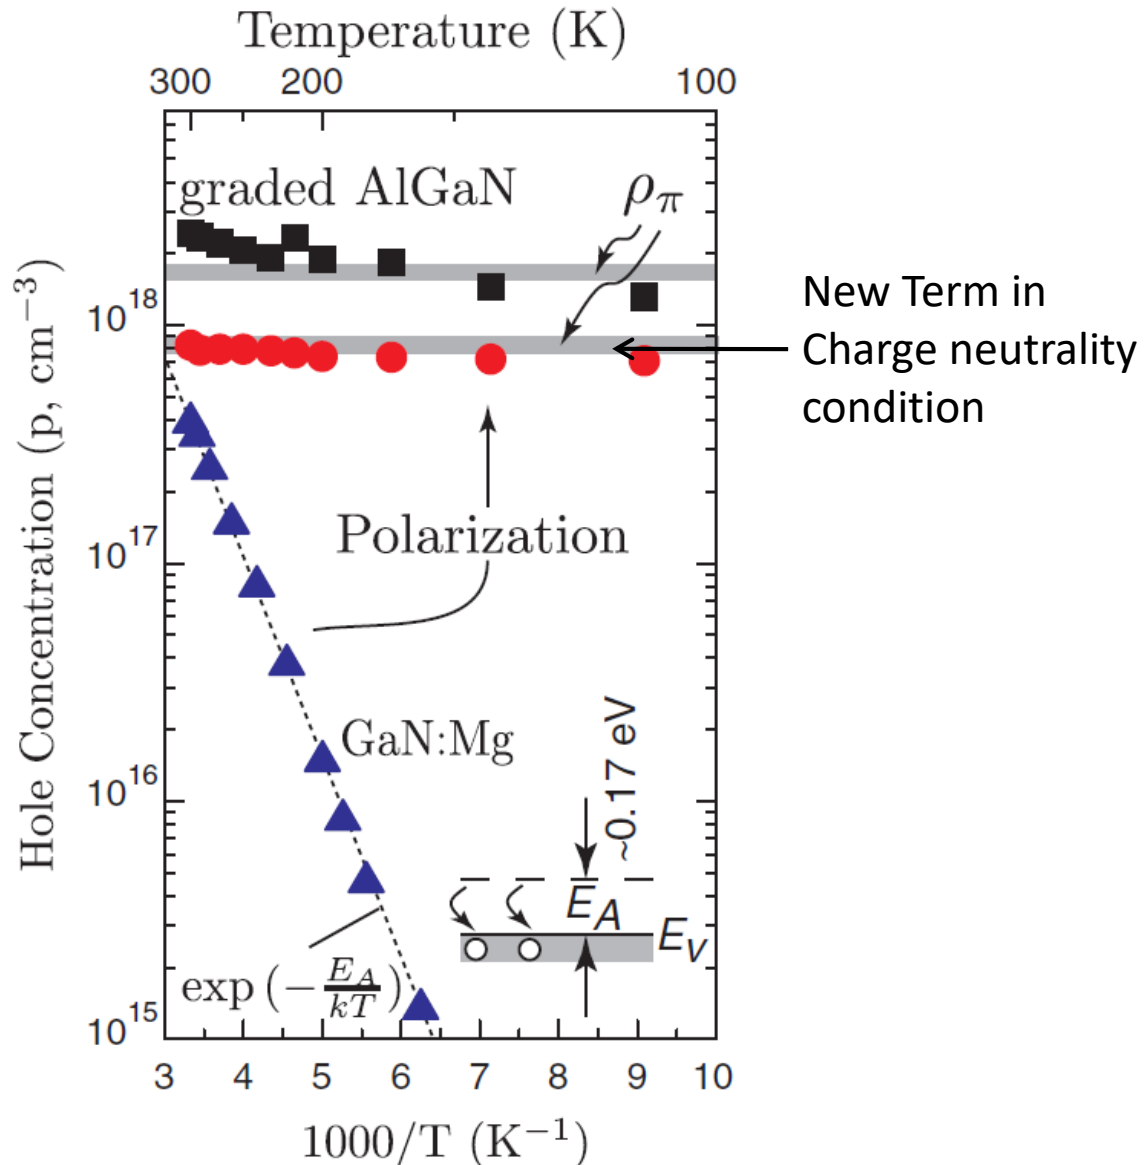 Temperature (K)
300 200 100
graded AlGaN
ρπ
New Term in
Charge neutrality
condition
Polarization
GaN:Mg
~0.17 eV
E_A
E_V
exp (− E_A/kT)
Hole Concentration (p, cm⁻³)
10¹⁸
10¹⁷
10¹⁶
10¹⁵
3 4 5 6 7 8 9 10
1000/T (K⁻¹)